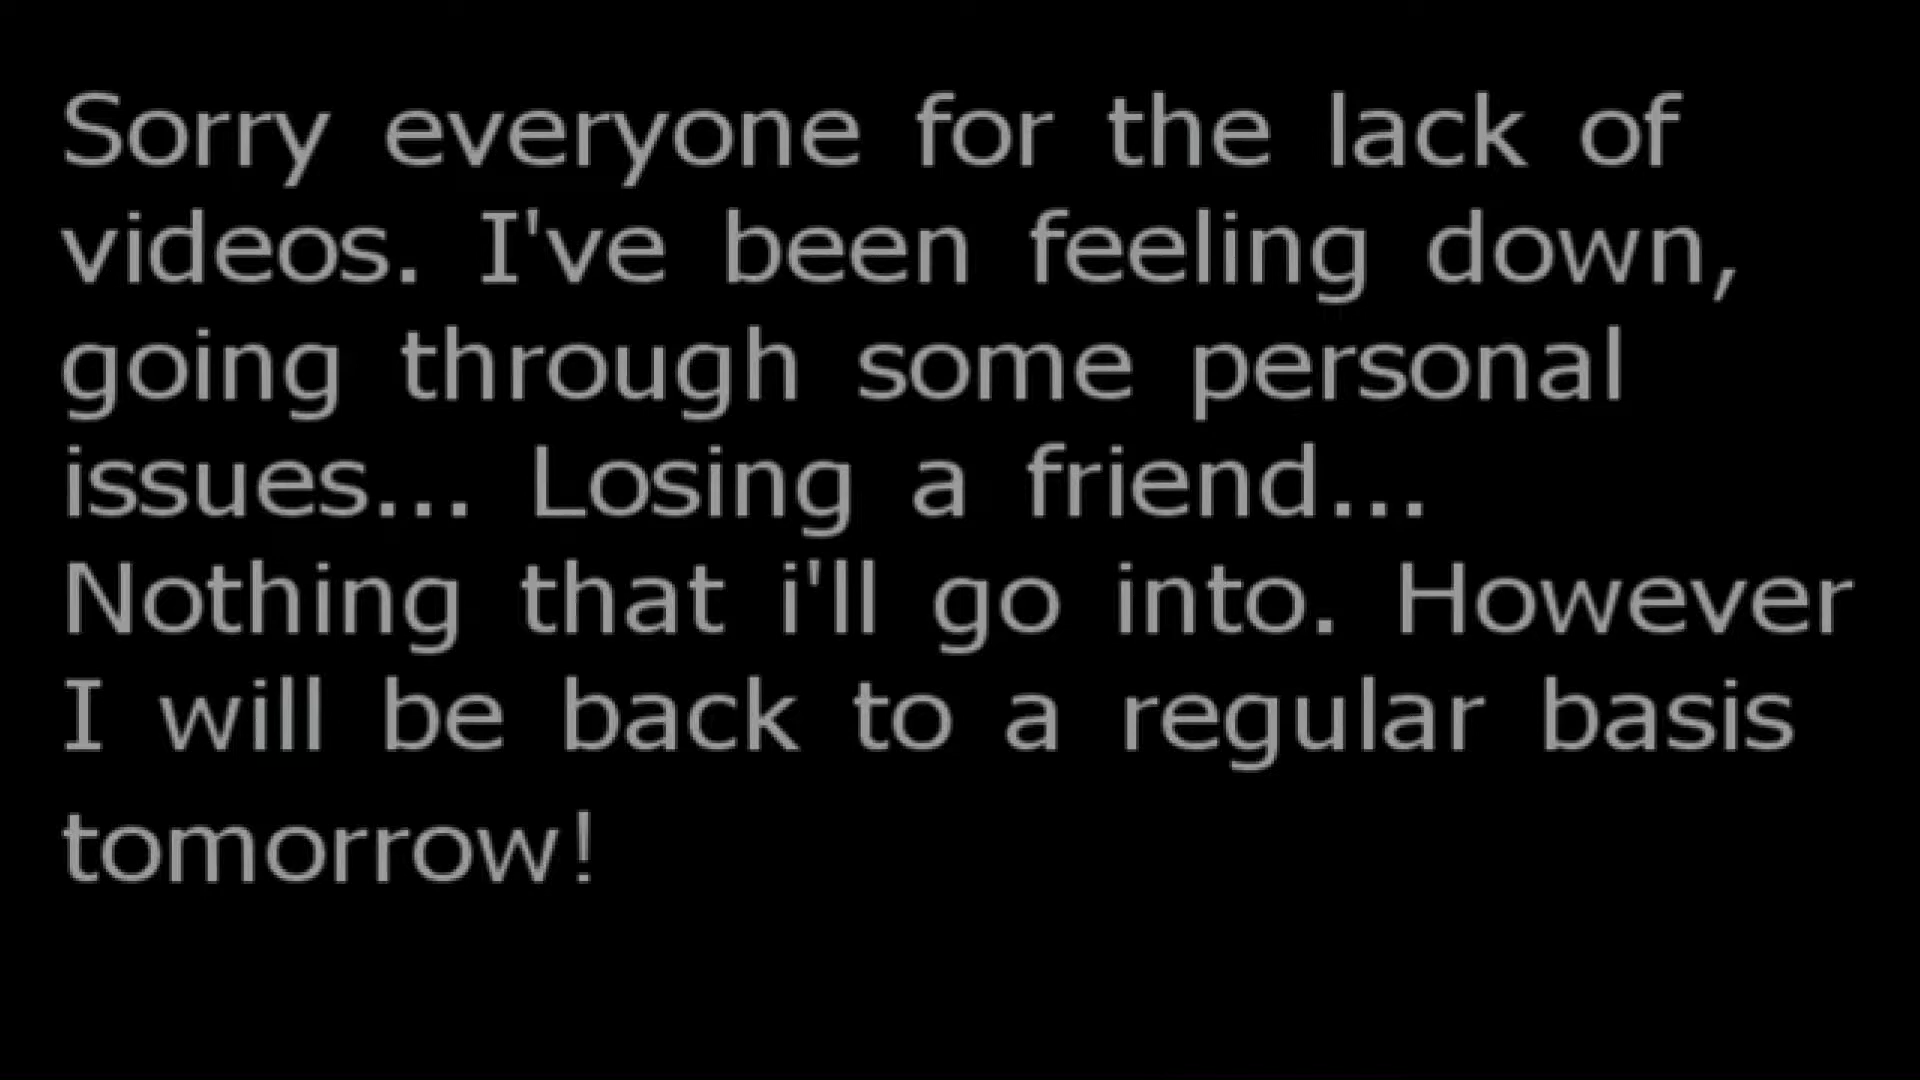 Sorry everyone for the lack of
videos. I've been feeling down,
going through some personal
issues... Losing a friend...
Nothing that i'll go into. However
I will be back to a regular basis
tomorrow!